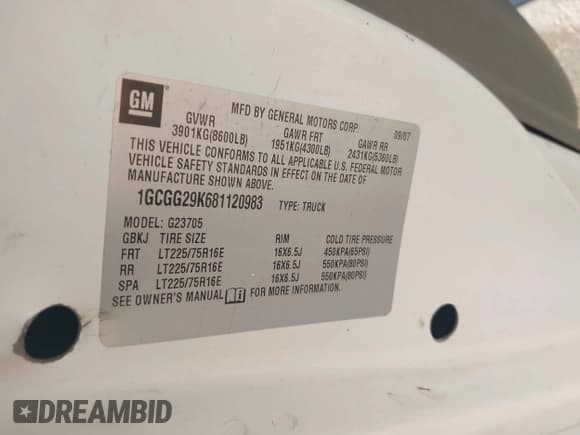 GM
MFD BY GENERAL MOTORS CORP. 09/07
GVWR GAWR FRT GAWR RR
3901KG(8600LB) 1951KG(4300LB) 2431KG(5360LB)
THIS VEHICLE CONFORMS TO ALL APPLICABLE U.S. FEDERAL MOTOR
VEHICLE SAFETY STANDARDS IN EFFECT ON THE DATE OF
MANUFACTURE SHOWN ABOVE.
1GCGG29K681120983 TYPE: TRUCK
MODEL: G23705
GBKJ TIRE SIZE RIM COLD TIRE PRESSURE
FRT LT225/75R16E 16X6.5J 450KPA(65PSI)
RR LT225/75R16E 16X6.5J 550KPA(80PSI)
SPA LT225/75R16E 16X6.5J 550KPA(80PSI)
SEE OWNER'S MANUAL FOR MORE INFORMATION.
DREAMBID